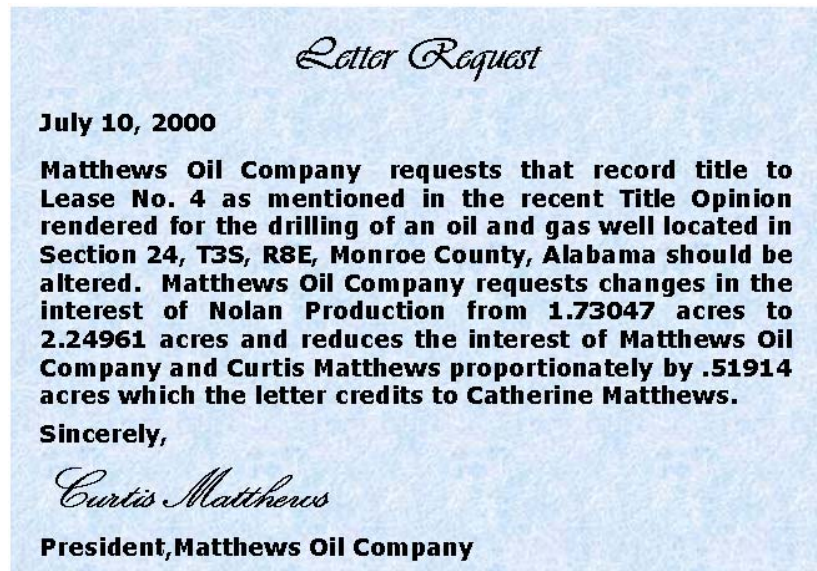 Letter Request
July 10, 2000
Matthews Oil Company requests that record title to
Lease No. 4 as mentioned in the recent Title Opinion
rendered for the drilling of an oil and gas well located in
Section 24, T3S, R8E, Monroe County, Alabama should be
altered. Matthews Oil Company requests changes in the
interest of Nolan Production from 1.73047 acres to
2.24961 acres and reduces the interest of Matthews Oil
Company and Curtis Matthews proportionately by .51914
acres which the letter credits to Catherine Matthews.
Sincerely,
Curtis Matthews
President,Matthews Oil Company